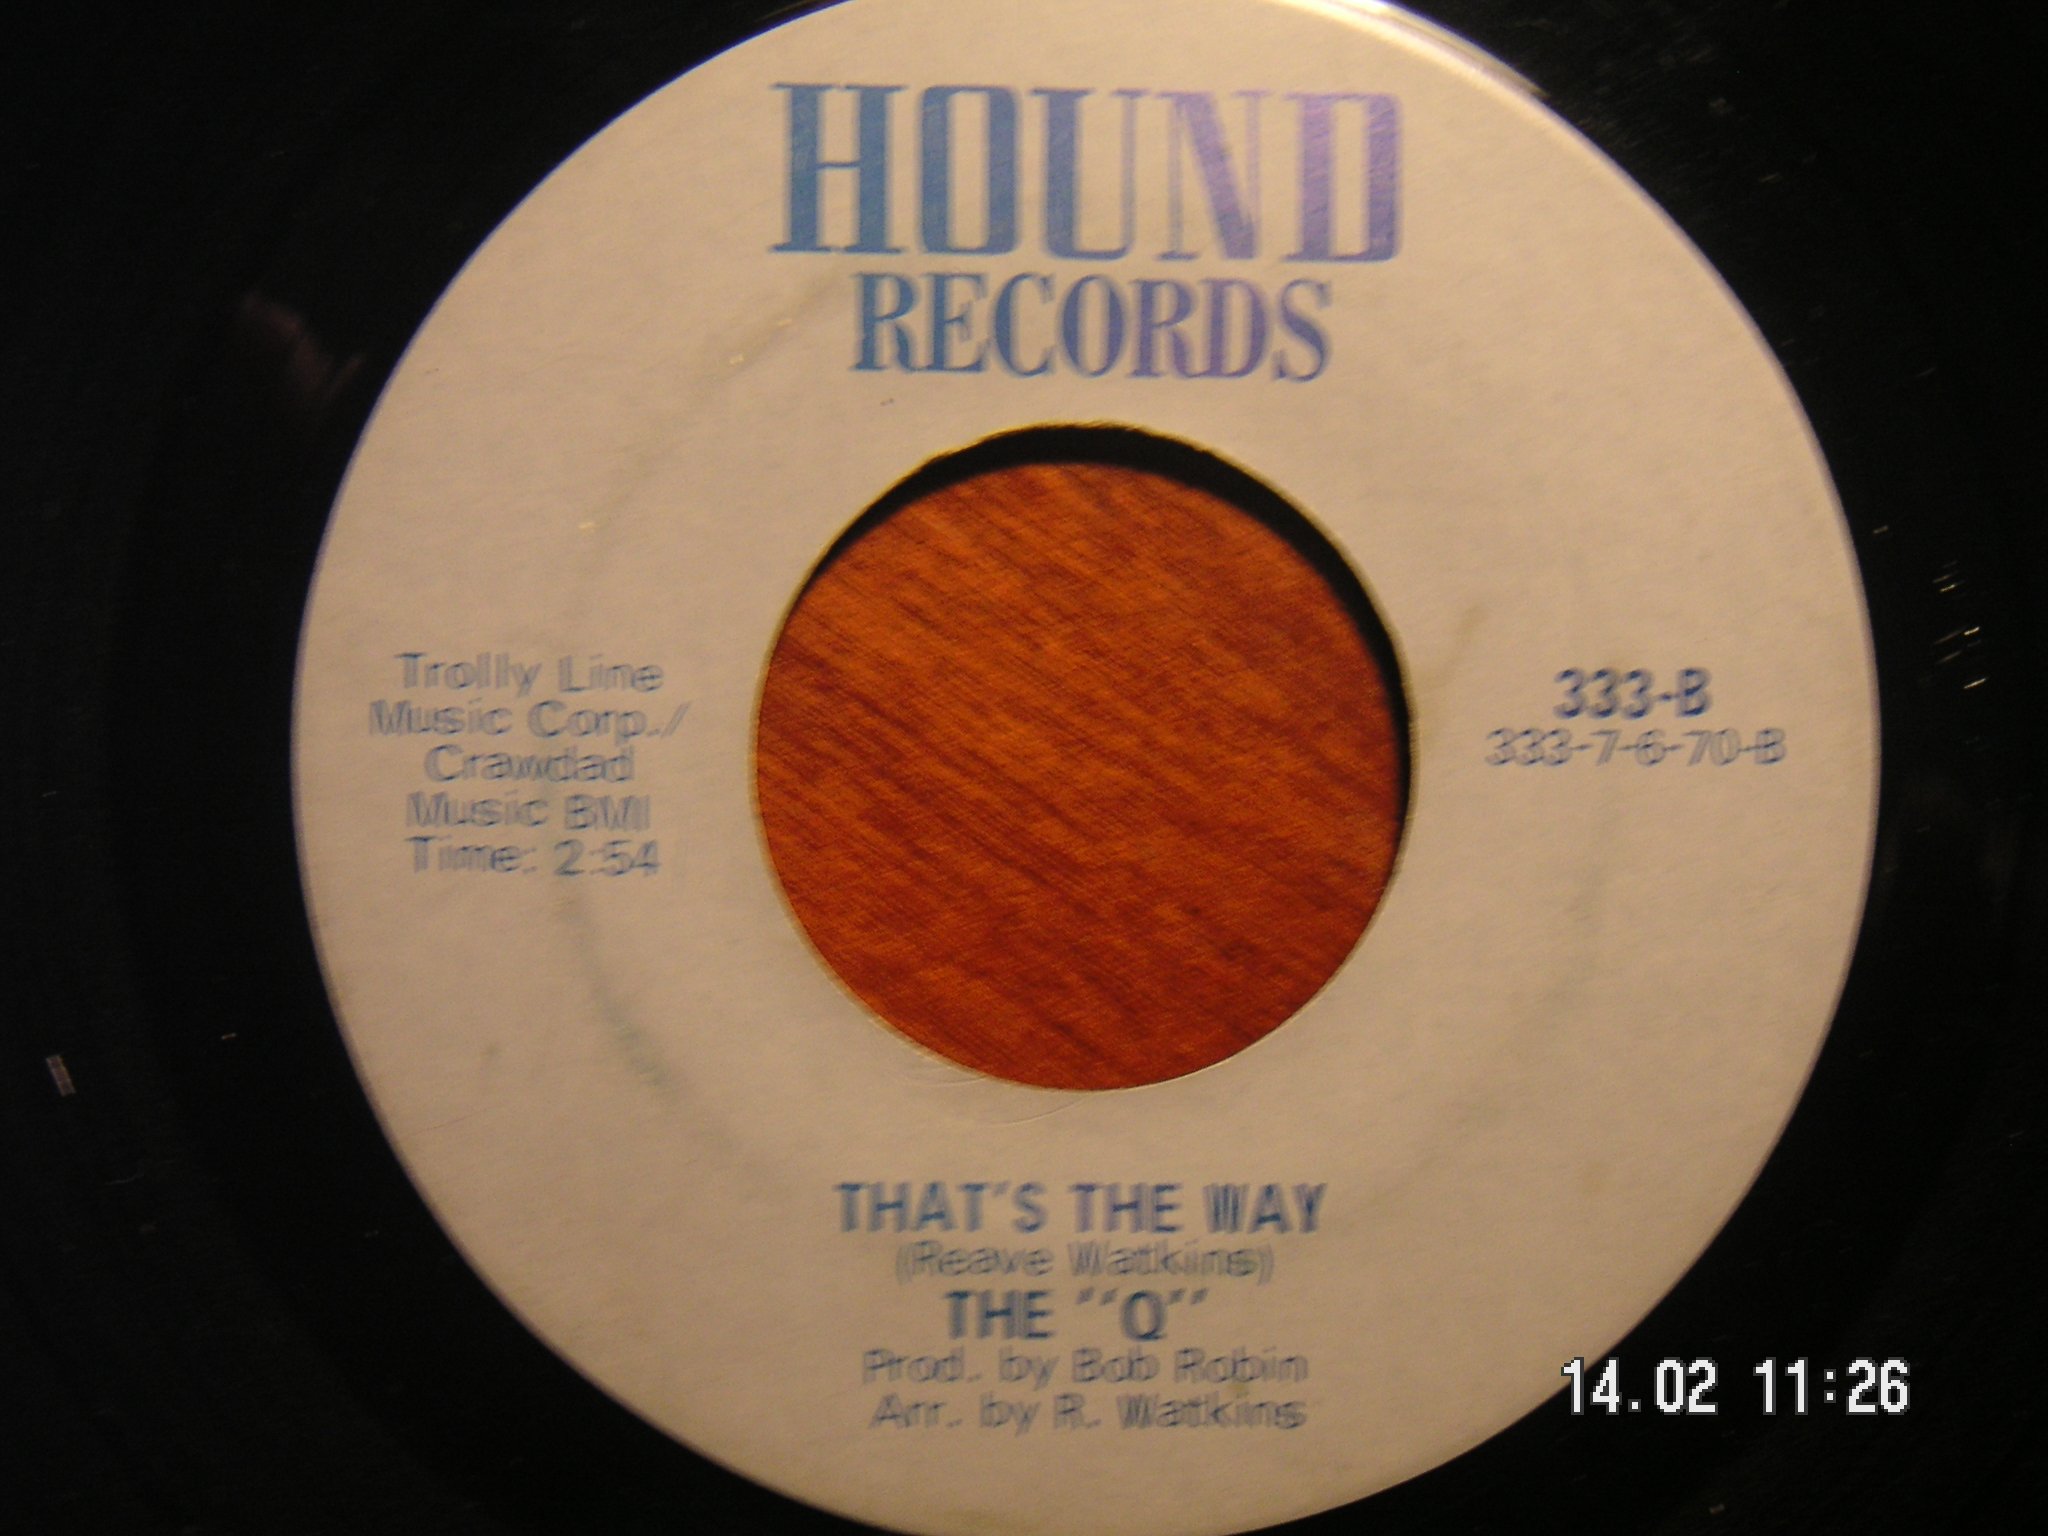 HOUND
RECORDS
Trolly Line
Music Corp./
Crawdad
Music BMI
Time: 2:54
333-B
333-7-6-70-B
THAT'S THE WAY
(Reave Watkins)
THE "Q"
Prod. by Bob Robin
Arr. by R. Watkins
14.02 11:26